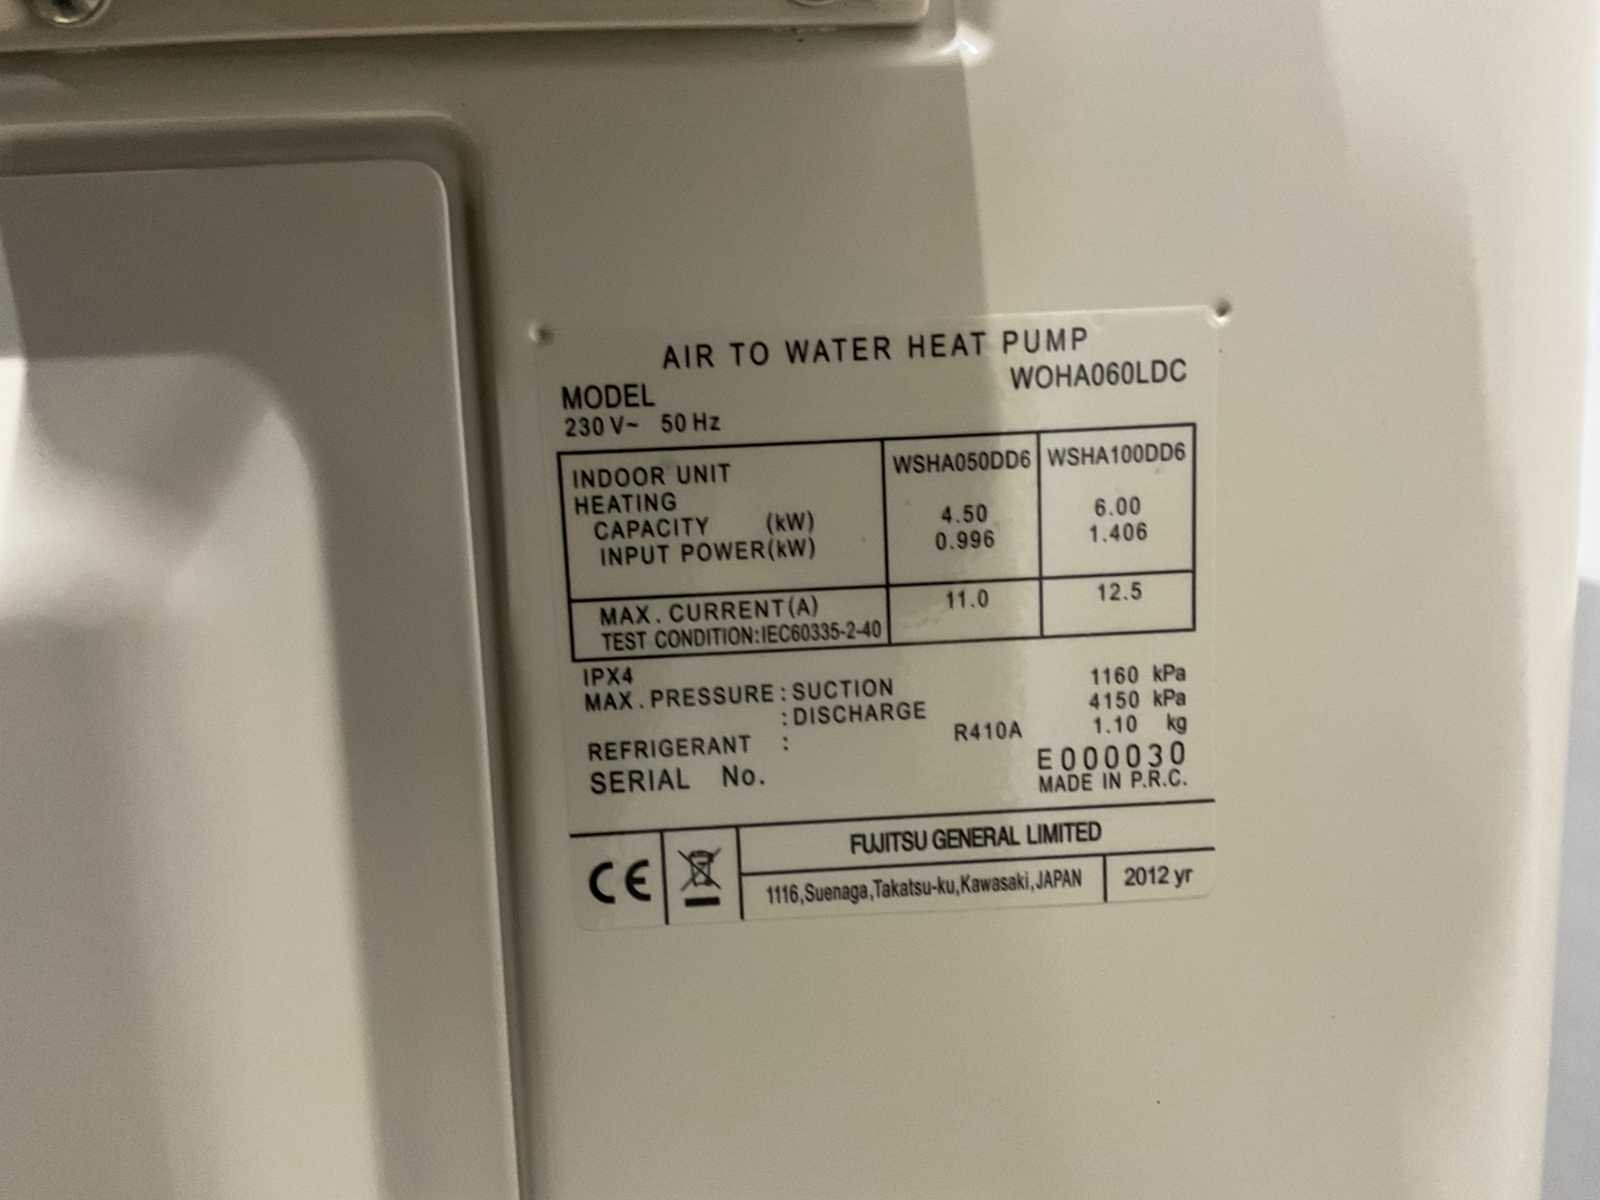 AIR TO WATER HEAT PUMP
MODEL WOHA060LDC
230 V~ 50 Hz
INDOOR UNIT WSHA050DD6 WSHA100DD6
HEATING
CAPACITY (kW) 4.50 6.00
INPUT POWER(kW) 0.996 1.406
MAX. CURRENT(A) 11.0 12.5
TEST CONDITION:IEC60335-2-40
IPX4
MAX. PRESSURE : SUCTION 1160 kPa
: DISCHARGE 4150 kPa
REFRIGERANT : R410A 1.10 kg
SERIAL No. E000030
MADE IN P.R.C.
CE
FUJITSU GENERAL LIMITED
1116,Suenaga,Takatsu-ku,Kawasaki,JAPAN 2012 yr